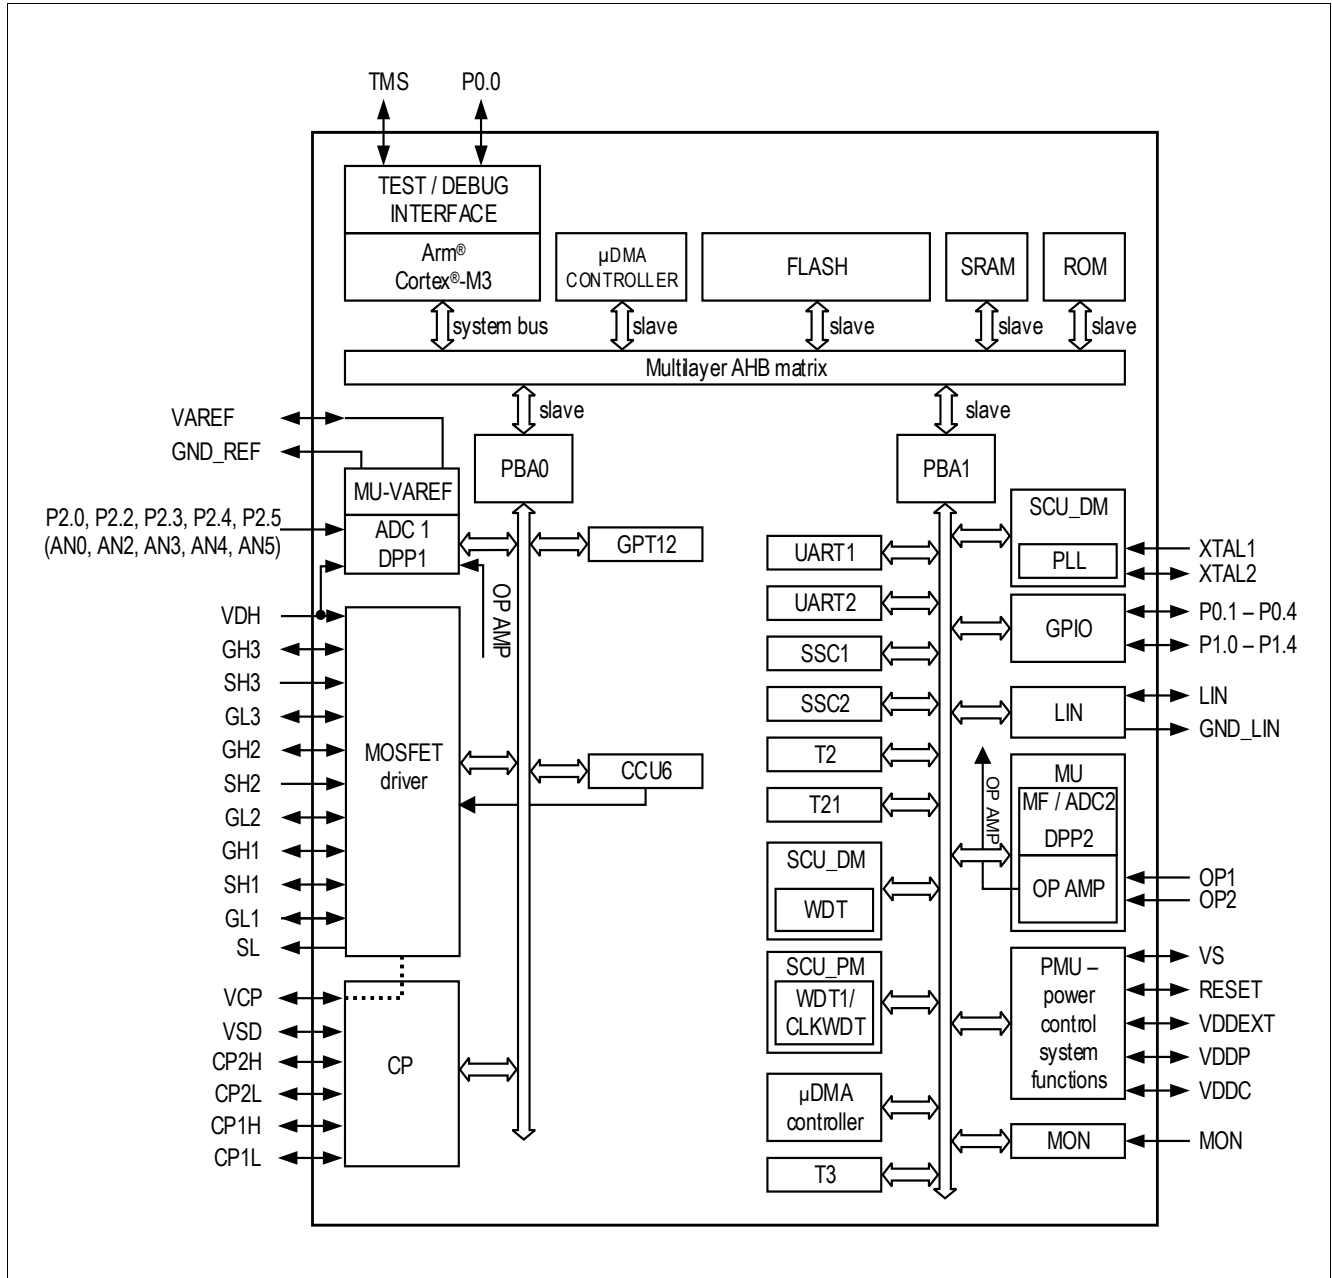 TMS
P0.0
TEST / DEBUG
INTERFACE
Arm®
Cortex®-M3
µDMA
CONTROLLER
FLASH
SRAM
ROM
system bus
slave
slave
slave
slave
Multilayer AHB matrix
slave
slave
VAREF
GND_REF
PBA0
PBA1
MU-VAREF
ADC 1
DPP1
P2.0, P2.2, P2.3, P2.4, P2.5
(AN0, AN2, AN3, AN4, AN5)
GPT12
OP AMP
VDH
GH3
SH3
GL3
GH2
SH2
GL2
GH1
SH1
GL1
SL
MOSFET
driver
CCU6
VCP
VSD
CP2H
CP2L
CP1H
CP1L
CP
UART1
UART2
SSC1
SSC2
T2
T21
SCU_DM
WDT
SCU_PM
WDT1/
CLKWDT
µDMA
controller
T3
SCU_DM
PLL
XTAL1
XTAL2
GPIO
P0.1 – P0.4
P1.0 – P1.4
LIN
LIN
GND_LIN
OP AMP
MU
MF / ADC2
DPP2
OP AMP
OP1
OP2
PMU –
power
control
system
functions
VS
RESET
VDDEXT
VDDP
VDDC
MON
MON